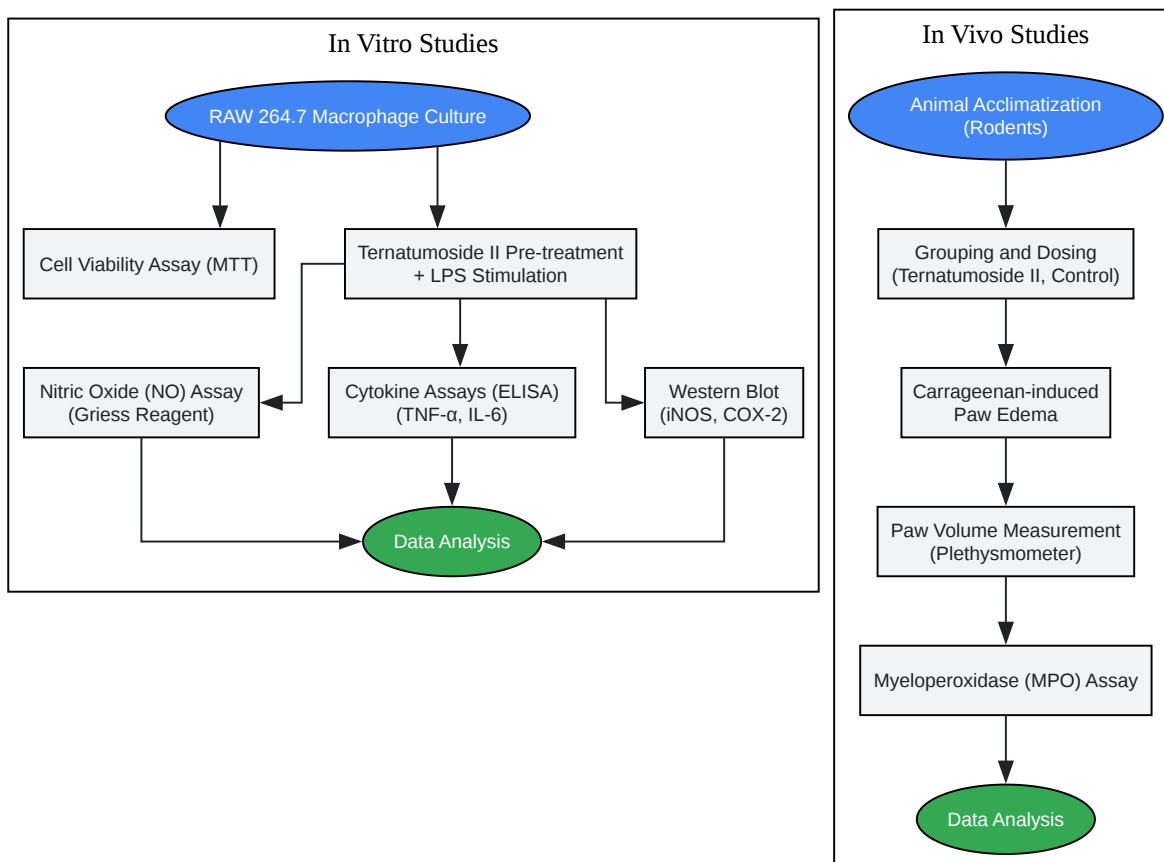 In Vitro Studies
RAW 264.7 Macrophage Culture
Cell Viability Assay (MTT)
Ternatumoside II Pre-treatment
+ LPS Stimulation
Nitric Oxide (NO) Assay
(Griess Reagent)
Cytokine Assays (ELISA)
(TNF-α, IL-6)
Western Blot
(iNOS, COX-2)
Data Analysis
In Vivo Studies
Animal Acclimatization
(Rodents)
Grouping and Dosing
(Ternatumoside II, Control)
Carrageenan-induced
Paw Edema
Paw Volume Measurement
(Plethysmometer)
Myeloperoxidase (MPO) Assay
Data Analysis